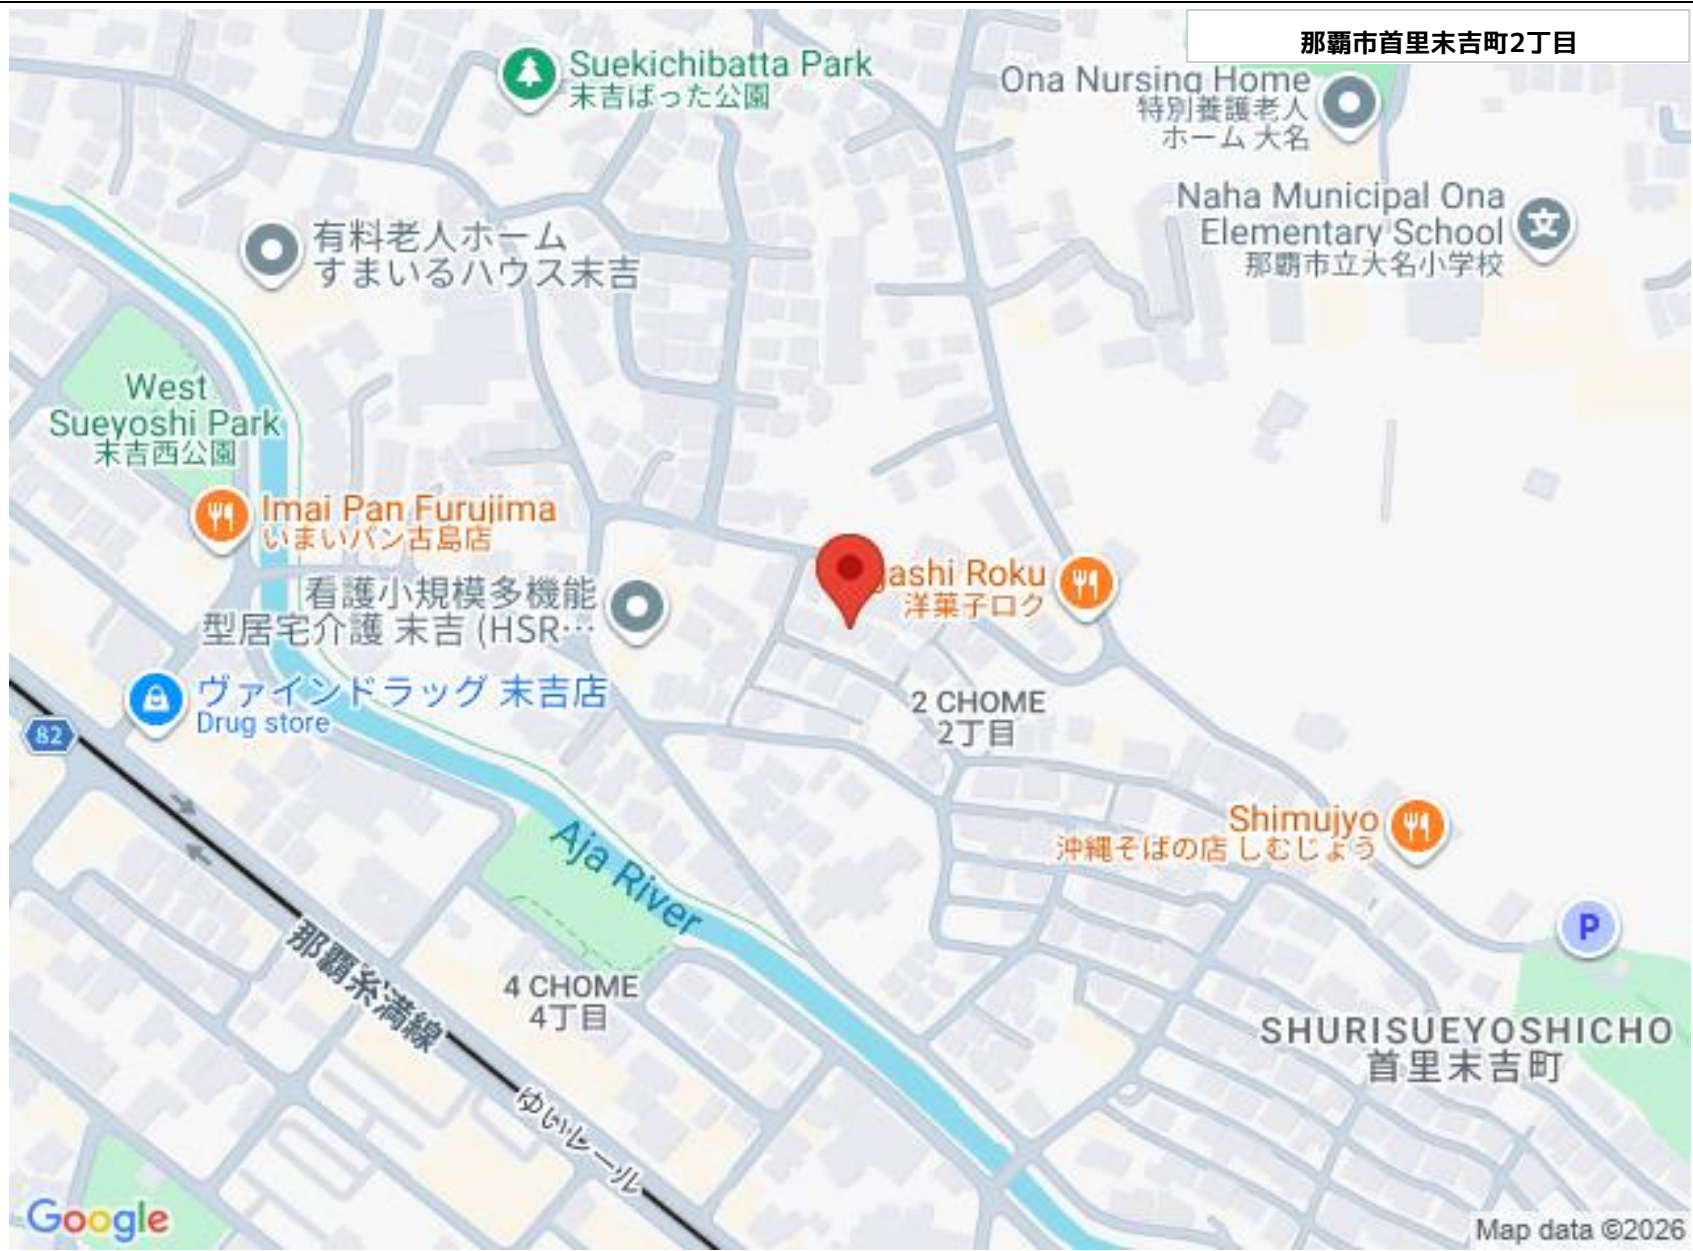 那覇市首里末吉町2丁目
Suekichibatta Park
末吉ばった公園
Ona Nursing Home
特別養護老人
ホーム 大名
Naha Municipal Ona
Elementary School
那覇市立大名小学校
有料老人ホーム
すまいるハウス末吉
West
Sueyoshi Park
末吉西公園
Imai Pan Furujima
いまいパン古島店
gashi Roku
洋菓子ロク
看護小規模多機能
型居宅介護 末吉 (HSR…
ヴァインドラッグ 末吉店
Drug store
82
2 CHOME
2丁目
Shimujyo
沖縄そばの店 しむじょう
Aja River
P
那覇糸満線
4 CHOME
4丁目
SHURISUEYOSHICHO
首里末吉町
ゆいレール
Google
Map data ©2026